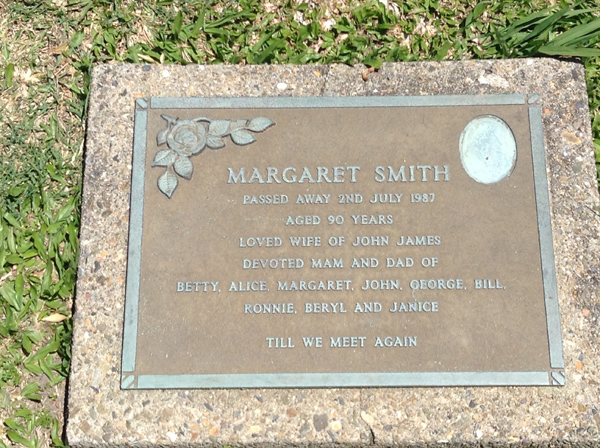 MARGARET SMITH
PASSED AWAY 2ND JULY 1987
AGED 90 YEARS
LOVED WIFE OF JOHN JAMES
DEVOTED MAM AND DAD OF
BETTY, ALICE, MARGARET, JOHN, GEORGE, BILL,
RONNIE, BERYL AND JANICE
TILL WE MEET AGAIN